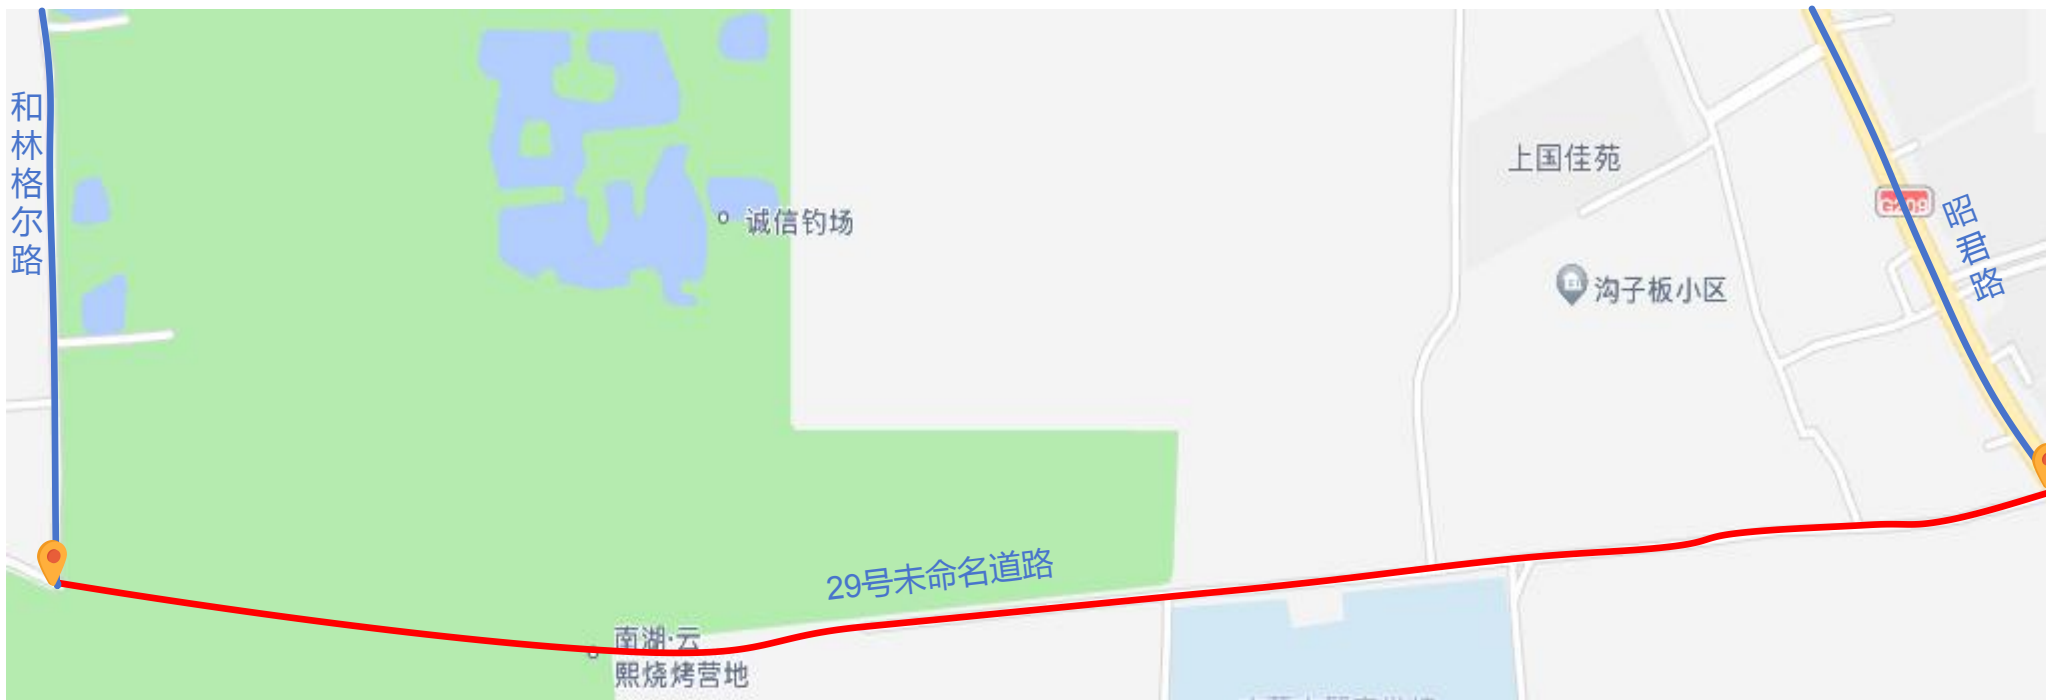 和林格尔路
上国佳苑
G209
昭君路
诚信钓场
沟子板小区
29号未命名道路
南湖·云
熙烧烤营地